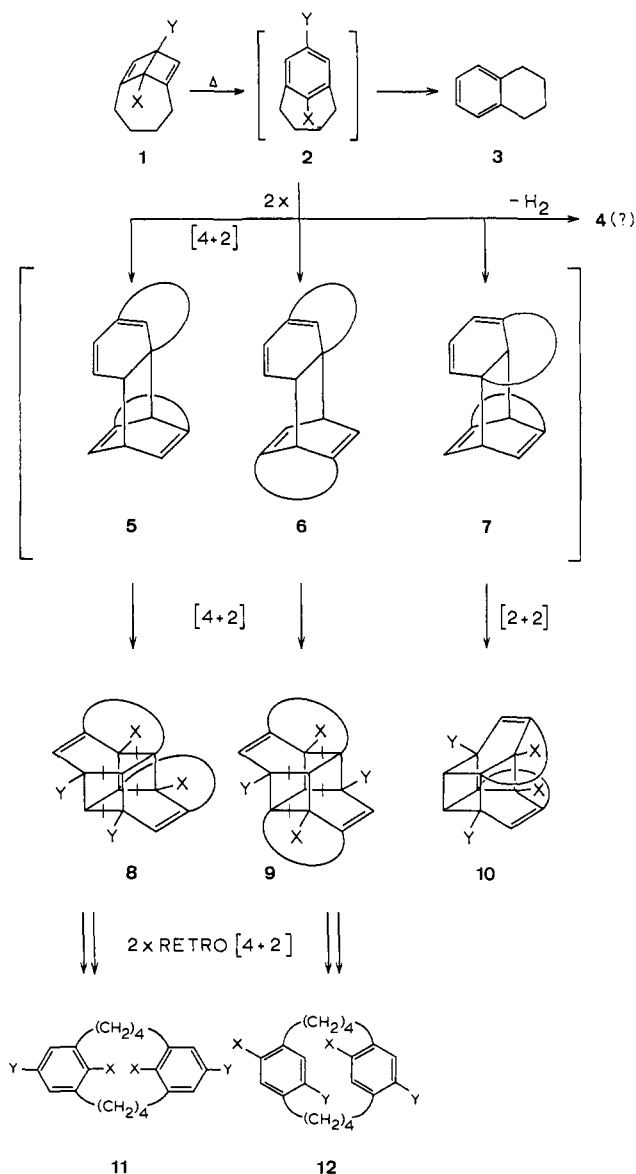 Y Y
Δ
X X
1 2 3
2 x −H₂ 4 (?)
[4+2]
5 6 7
[4+2] [2+2]
X X Y X
Y X Y Y X
Y X Y
8 9 10
2 x RETRO [4+2]
(CH₂)₄ (CH₂)₄
X X
Y X X Y Y
(CH₂)₄ (CH₂)₄ Y
11 12